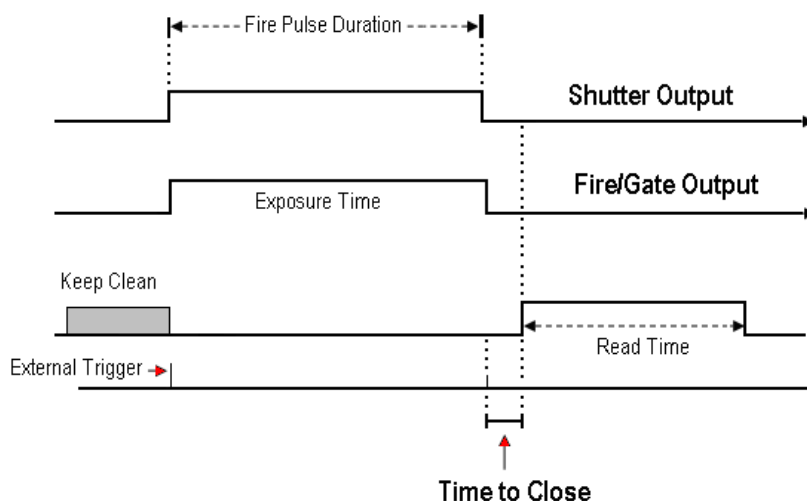 Fire Pulse Duration
Shutter Output
Fire/Gate Output
Exposure Time
Keep Clean
Read Time
External Trigger
Time to Close